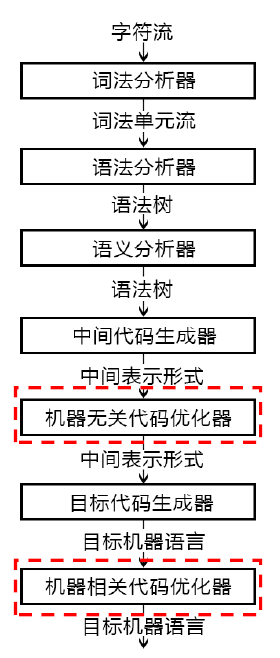 字符流
词法分析器
词法单元流
语法分析器
语法树
语义分析器
语法树
中间代码生成器
中间表示形式
机器无关代码优化器
中间表示形式
目标代码生成器
目标机器语言
机器相关代码优化器
目标机器语言